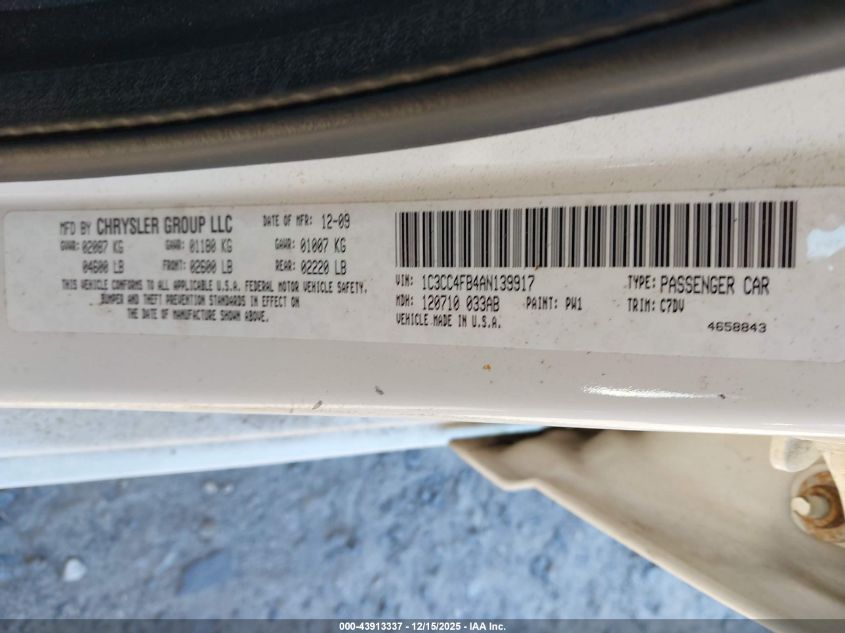 MFD BY CHRYSLER GROUP LLC DATE OF MFR: 12-09
GVWR: 02087 KG GAWR: 01180 KG GAWR: 01007 KG
04600 LB FRONT: 02600 LB REAR: 02220 LB
THIS VEHICLE CONFORMS TO ALL APPLICABLE U.S.A. FEDERAL MOTOR VEHICLE SAFETY,
BUMPER AND THEFT PREVENTION STANDARDS IN EFFECT ON
THE DATE OF MANUFACTURE SHOWN ABOVE.
VIN: 1C3CC4FB4AN139917 TYPE: PASSENGER CAR
MDH: 120710 033AB PAINT: PW1 TRIM: C7DV
VEHICLE MADE IN U.S.A. 4658843
000-43913337 - 12/15/2025 - IAA Inc.